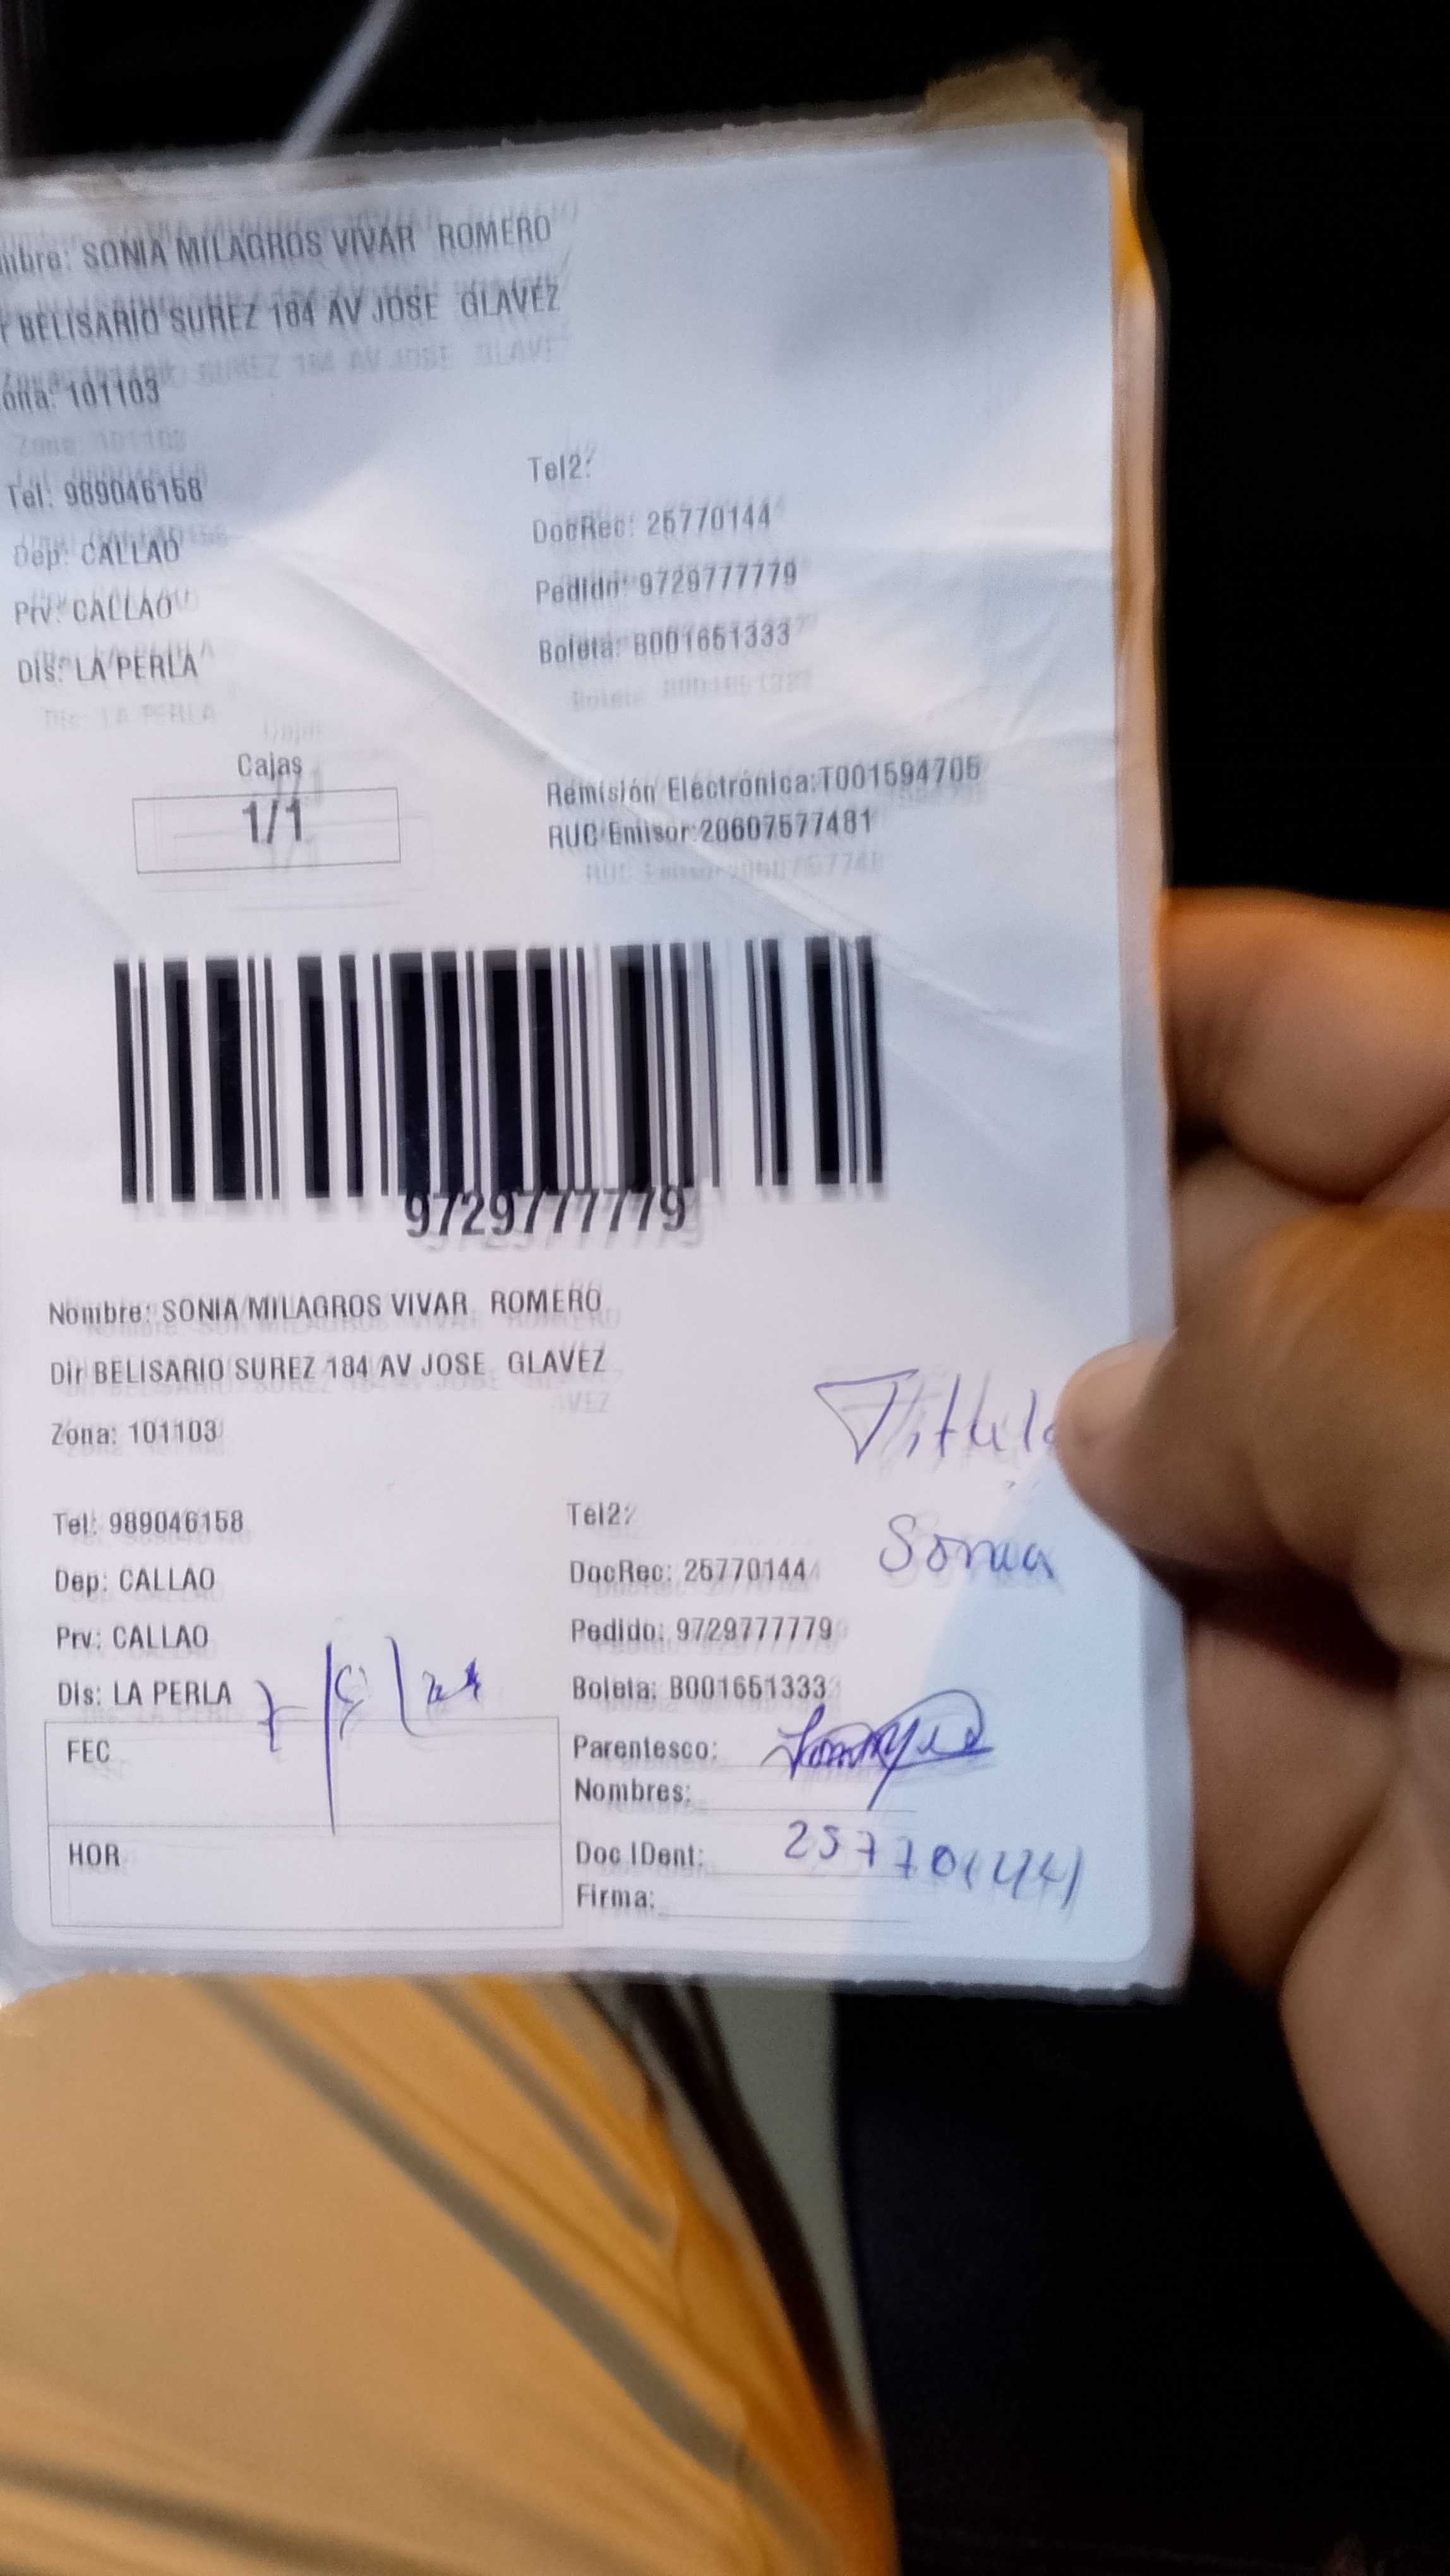 mbre: SONIA MILAGROS VIVAR ROMERO
r BELISARIO SUREZ 184 AV JOSE GLAVEZ
ona: 101103
Tel: 989046158
Tel2:
Dep: CALLAO
DocRec: 25770144
Prv: CALLAO
Pedido: 9729777779
Dis: LA PERLA
Boleta: B001651333
Cajas
1/1
Remisión Electrónica:T001594705
RUC Emisor:20607577481
9729777779
Nombre: SONIA MILAGROS VIVAR ROMERO
Dir BELISARIO SUREZ 184 AV JOSE GLAVEZ
Zona: 101103
Titula
Tel: 989046158
Tel2:
Sonia
Dep: CALLAO
DocRec: 25770144
Prv: CALLAO
Pedido: 9729777779
Dis: LA PERLA
Boleta: B001651333
FEC
Parentesco:
Nombres:
HOR
Doc IDent: 25770144
Firma: